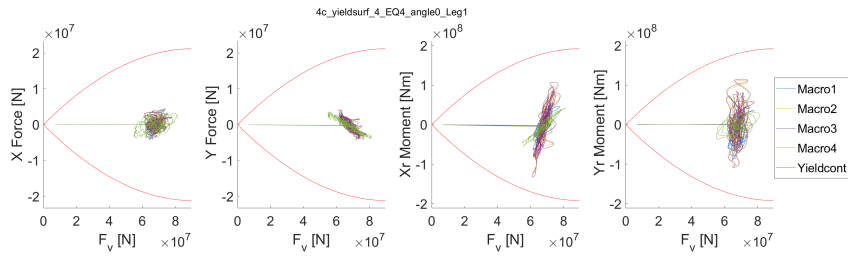 4c_yieldsurf_4_EQ4_angle0_Leg1
×10^7
X Force [N]
2
1
0
-1
-2
0 2 4 6 8
F_v [N] ×10^7
×10^7
Y Force [N]
2
1
0
-1
-2
0 2 4 6 8
F_v [N] ×10^7
×10^8
Xr Moment [Nm]
2
1
0
-1
-2
0 2 4 6 8
F_v [N] ×10^7
×10^8
Yr Moment [Nm]
2
1
0
-1
-2
0 2 4 6 8
F_v [N] ×10^7
Macro1
Macro2
Macro3
Macro4
Yieldcont